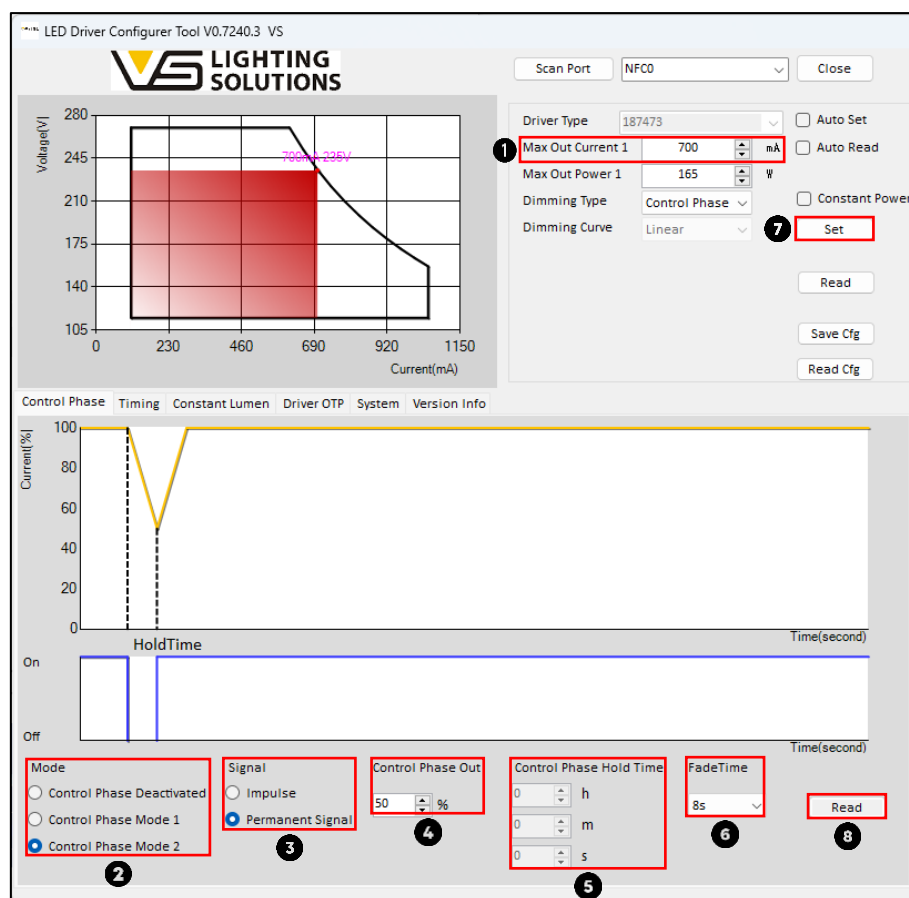 LED Driver Configurer Tool V0.7240.3 VS
VS LIGHTING
SOLUTIONS
Scan Port NFC0 Close
Voltage(V|
280
245
210
175
140
105
700mA 235V
0 230 460 690 920 1150
Current(mA)
Driver Type 187473 Auto Set
1 Max Out Current 1 700 mA Auto Read
Max Out Power 1 165 W
Dimming Type Control Phase Constant Power
Dimming Curve Linear 7 Set
Read
Save Cfg
Read Cfg
Control Phase Timing Constant Lumen Driver OTP System Version Info
Current(%|
100
80
60
40
20
0
Time(second)
HoldTime
On
Off
Time(second)
Mode
Control Phase Deactivated
Control Phase Mode 1
Control Phase Mode 2
2
Signal
Impulse
Permanent Signal
3
Control Phase Out
50 %
4
Control Phase Hold Time
0 h
0 m
0 s
5
FadeTime
8s
6
Read
8